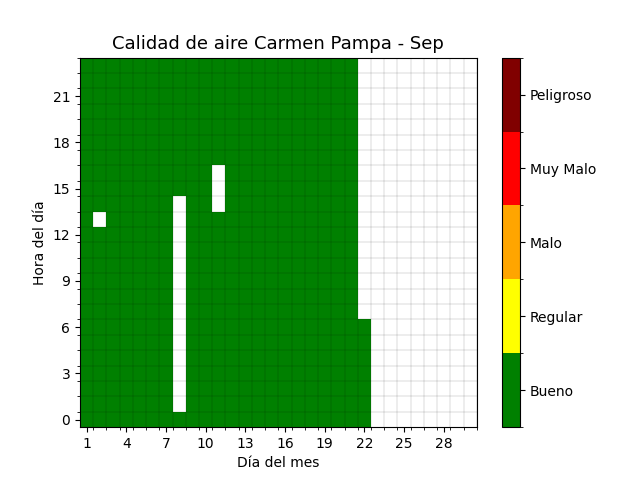 Calidad de aire Carmen Pampa - Sep
Hora del día
21
18
15
12
9
6
3
0
1 4 7 10 13 16 19 22 25 28
Día del mes
Peligroso
Muy Malo
Malo
Regular
Bueno